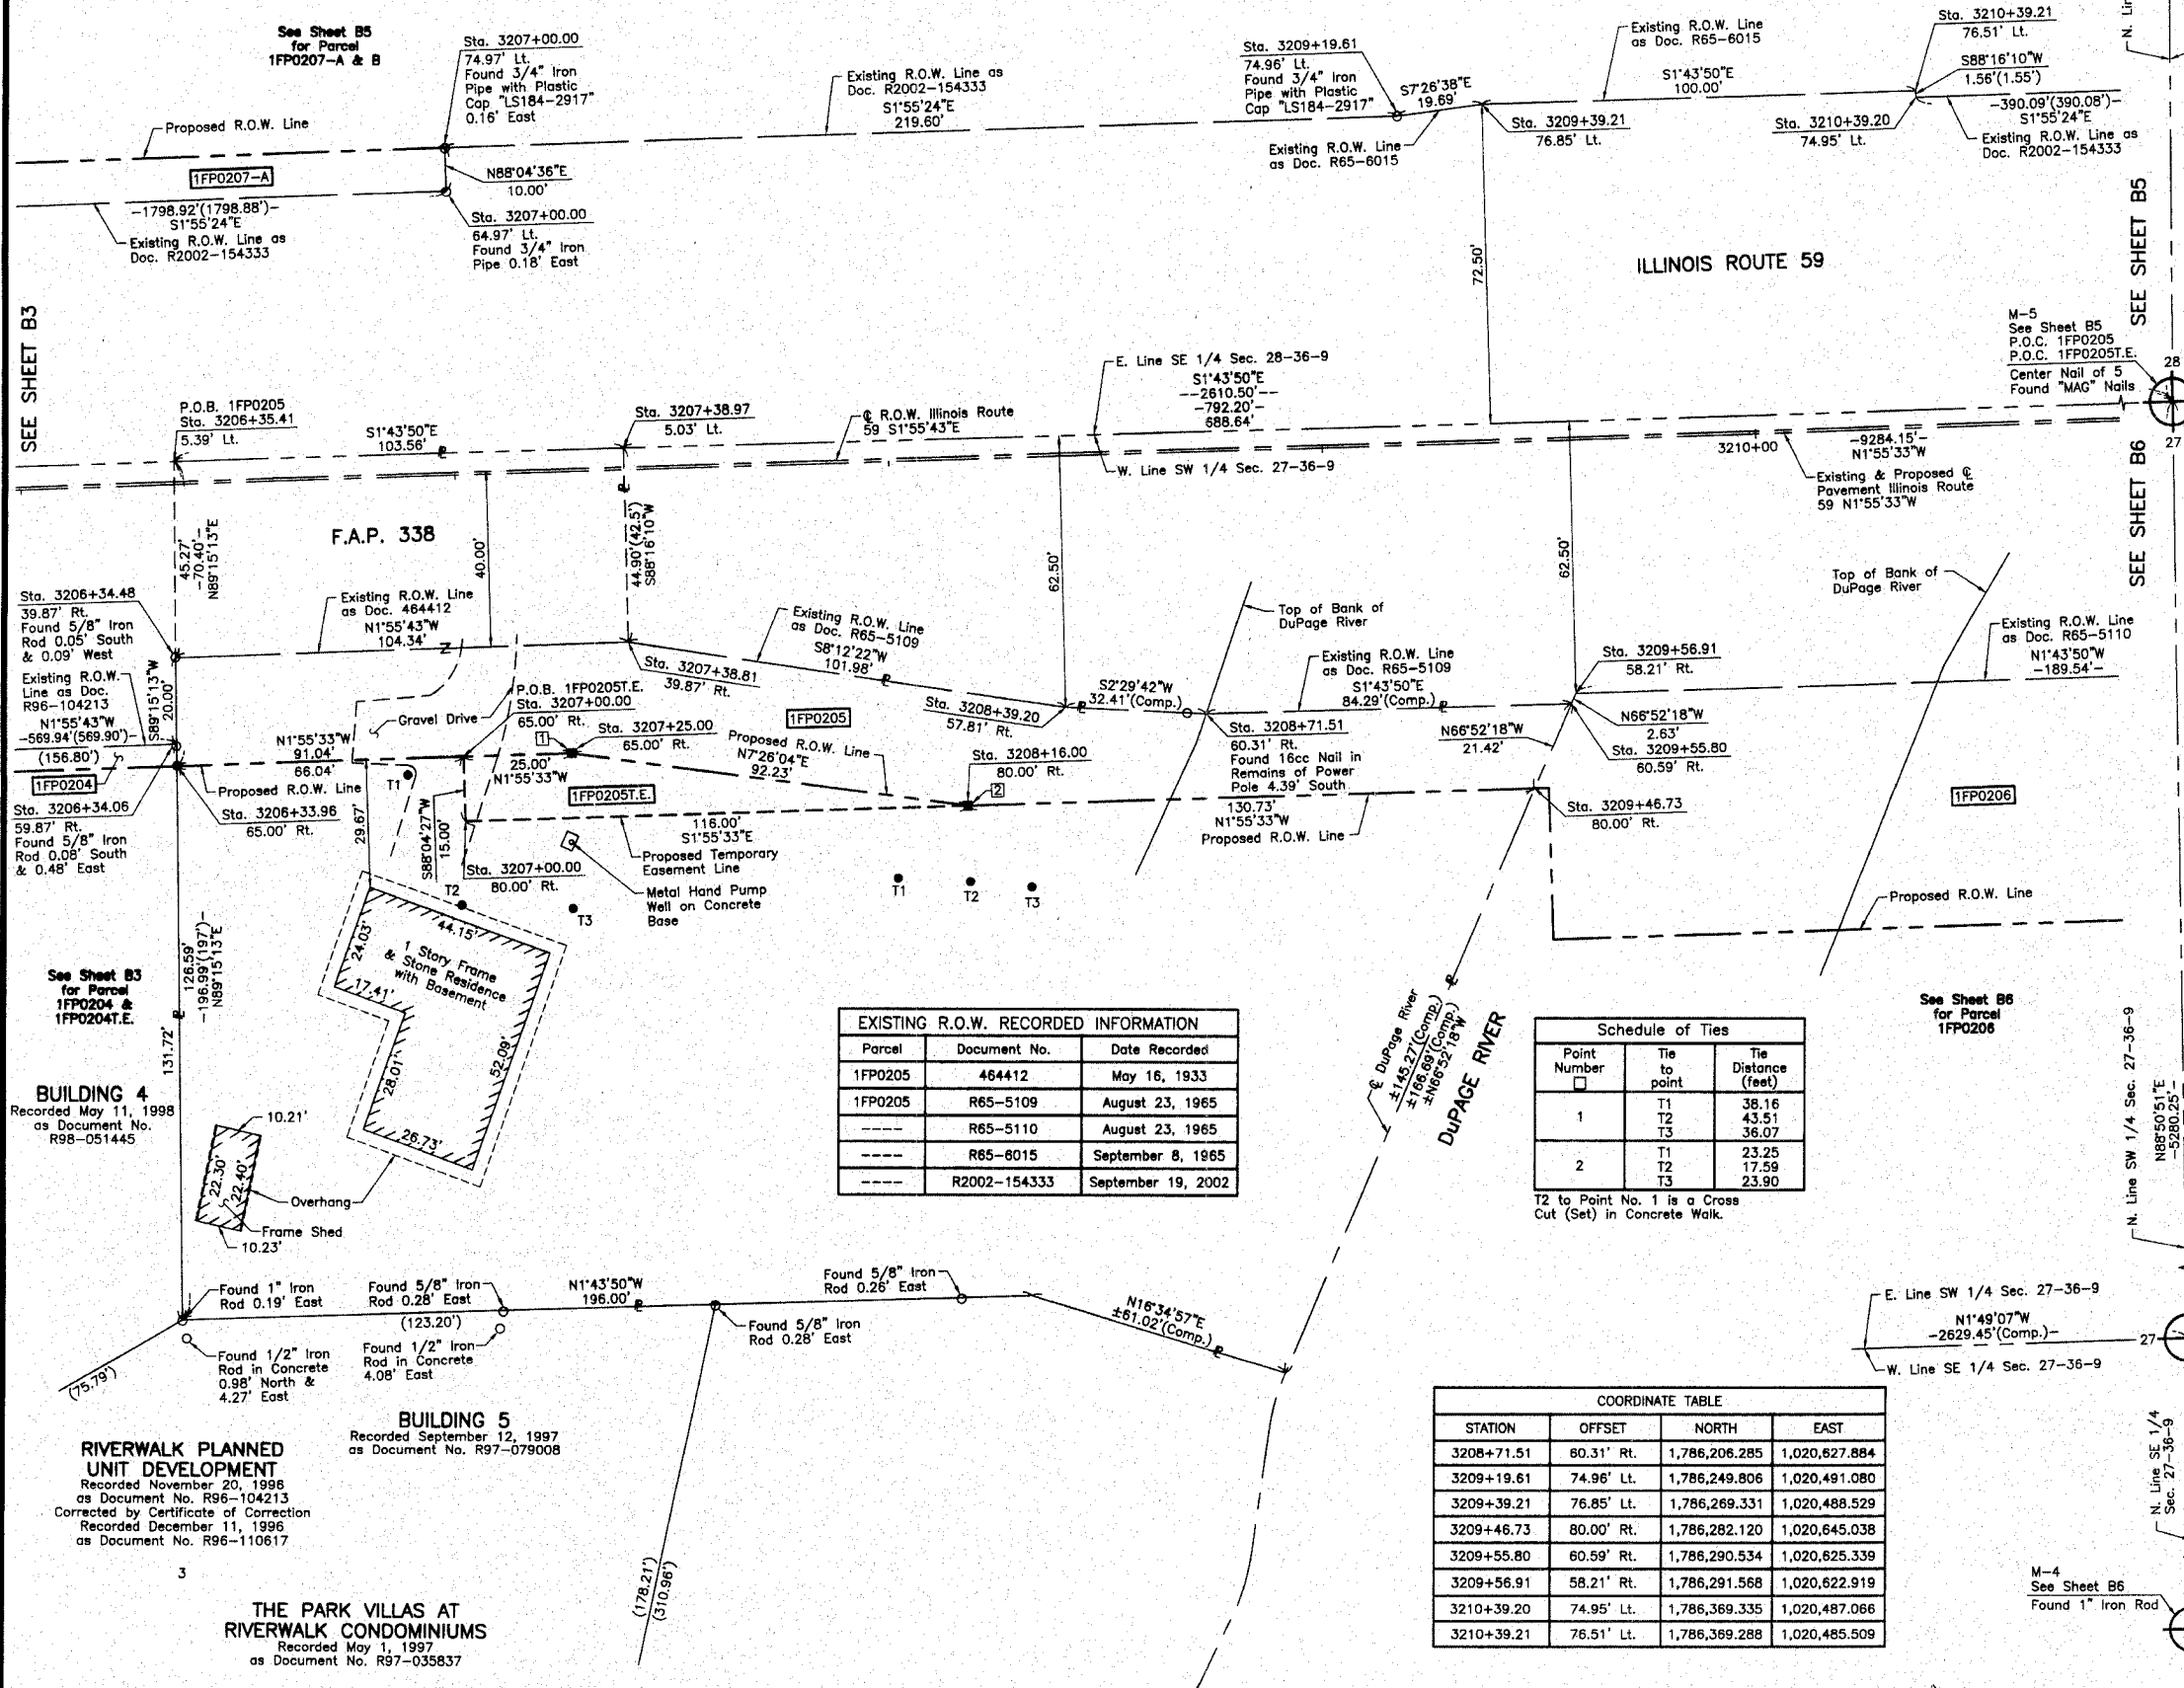 See Sheet B5
for Parcel
1FP0207-A & B
Sta. 3207+00.00
74.97' Lt.
Found 3/4" Iron
Pipe with Plastic
Cap "LS184-2917"
0.16' East
Proposed R.O.W. Line
1FP0207-A
-1798.92'(1798.88')-
S1°55'24"E
Existing R.O.W. Line as
Doc. R2002-154333
N88°04'36"E
10.00'
Sta. 3207+00.00
64.97' Lt.
Found 3/4" Iron
Pipe 0.18' East
Existing R.O.W. Line as
Doc. R2002-154333
S1°55'24"E
219.60'
Sta. 3209+19.61
74.96' Lt.
Found 3/4" Iron
Pipe with Plastic
Cap "LS184-2917"
S7°26'38"E
19.69'
Existing R.O.W. Line
as Doc. R65-6015
Existing R.O.W. Line
as Doc. R65-6015
S1°43'50"E
100.00'
Sta. 3209+39.21
76.85' Lt.
Sta. 3210+39.21
76.51' Lt.
S88°16'10"W
1.56'(1.55')
Sta. 3210+39.20
74.95' Lt.
-390.09'(390.08')-
S1°55'24"E
Existing R.O.W. Line as
Doc. R2002-154333
SEE SHEET B5
72.50'
ILLINOIS ROUTE 59
M-5
See Sheet B5
P.O.C. 1FP0205
P.O.C. 1FP0205T.E.
Center Nail of 5
Found "MAG" Nails
28
27
SEE SHEET B3
P.O.B. 1FP0205
Sta. 3206+35.41
5.39' Lt.
S1°43'50"E
103.56'
Sta. 3207+38.97
5.03' Lt.
℄ R.O.W. Illinois Route
59 S1°55'43"E
E. Line SE 1/4 Sec. 28-36-9
S1°43'50"E
--2610.50'--
-792.20'-
688.64'
W. Line SW 1/4 Sec. 27-36-9
3210+00
-9284.15'-
N1°55'33"W
Existing & Proposed ℄
Pavement Illinois Route
59 N1°55'33"W
SEE SHEET B6
F.A.P. 338
45.27'
-70.40'-
N89°15'13"E
40.00'
44.90'(42.5')
S88°16'10"W
62.50'
62.50'
Sta. 3206+34.48
39.87' Rt.
Found 5/8" Iron
Rod 0.05' South
& 0.09' West
Existing R.O.W. Line
as Doc. 464412
N1°55'43"W
104.34'
Existing R.O.W.
Line as Doc.
R96-104213
N1°55'43"W
-569.94'(569.90')-
(156.80')
S89°15'13"W
20.00'
1FP0204
Sta. 3206+34.06
59.87' Rt.
Found 5/8" Iron
Rod 0.08' South
& 0.48' East
N1°55'33"W
91.04'
66.04'
Proposed R.O.W. Line
Sta. 3206+33.96
65.00' Rt.
Gravel Drive
P.O.B. 1FP0205T.E.
Sta. 3207+00.00
65.00' Rt.
1
Sta. 3207+25.00
65.00' Rt.
25.00'
N1°55'33"W
Sta. 3207+38.81
39.87' Rt.
Existing R.O.W. Line
as Doc. R65-5109
S8°12'22"W
101.98'
1FP0205
Proposed R.O.W. Line
N7°26'04"E
92.23'
1FP0205T.E.
Sta. 3208+39.20
57.81' Rt.
S2°29'42"W
32.41'(Comp.)
Top of Bank of
DuPage River
Existing R.O.W. Line
as Doc. R65-5109
S1°43'50"E
84.29'(Comp.)
Sta. 3208+71.51
60.31' Rt.
Found 16cc Nail in
Remains of Power
Pole 4.39' South
130.73'
N1°55'33"W
Proposed R.O.W. Line
Sta. 3208+16.00
80.00' Rt.
2
N66°52'18"W
21.42'
Sta. 3209+56.91
58.21' Rt.
N66°52'18"W
2.63'
Sta. 3209+55.80
60.59' Rt.
Sta. 3209+46.73
80.00' Rt.
Top of Bank of
DuPage River
Existing R.O.W. Line
as Doc. R65-5110
N1°43'50"W
-189.54'-
1FP0206
Proposed R.O.W. Line
T1
29.67'
S88°04'27"W
15.00'
116.00'
S1°55'33"E
Proposed Temporary
Easement Line
Sta. 3207+00.00
80.00' Rt.
T2
T3
Metal Hand Pump
Well on Concrete
Base
T1
T2
T3
44.15'
24.03'
1 Story Frame
& Stone Residence
with Basement
17.41'
28.01'
52.09'
26.73'
126.59'
-196.99'(197')-
N89°15'13"E
131.72'
See Sheet B3
for Parcel
1FP0204 &
1FP0204T.E.
BUILDING 4
Recorded May 11, 1998
as Document No.
R98-051445
10.21'
22.30'
22.40'
Overhang
Frame Shed
10.23'
EXISTING R.O.W. RECORDED INFORMATION
Parcel Document No. Date Recorded
1FP0205 464412 May 16, 1933
1FP0205 R65-5109 August 23, 1965
---- R65-5110 August 23, 1965
---- R65-6015 September 8, 1965
---- R2002-154333 September 19, 2002
℄ DuPage River
±145.27'(Comp.)
±166.69'(Comp.)
±N66°52'18"W
DuPAGE RIVER
Schedule of Ties
Point Number Tie to point Tie Distance (feet)
1 T1 38.16
T2 43.51
T3 36.07
2 T1 23.25
T2 17.59
T3 23.90
T2 to Point No. 1 is a Cross
Cut (Set) in Concrete Walk.
See Sheet B6
for Parcel
1FP0206
N. Line SW 1/4 Sec. 27-36-9
N88°50'51"E
-5280.25'-
Found 1" Iron
Rod 0.19' East
Found 5/8" Iron
Rod 0.28' East
(123.20')
N1°43'50"W
196.00'
Found 5/8" Iron
Rod 0.26' East
Found 5/8" Iron
Rod 0.28' East
N16°34'57"E
±61.02'(Comp.)
(75.79')
Found 1/2" Iron
Rod in Concrete
0.98' North &
4.27' East
Found 1/2" Iron
Rod in Concrete
4.08' East
E. Line SW 1/4 Sec. 27-36-9
N1°49'07"W
-2629.45'(Comp.)-
27
W. Line SE 1/4 Sec. 27-36-9
BUILDING 5
Recorded September 12, 1997
as Document No. R97-079008
RIVERWALK PLANNED
UNIT DEVELOPMENT
Recorded November 20, 1996
as Document No. R96-104213
Corrected by Certificate of Correction
Recorded December 11, 1996
as Document No. R96-110617
3
THE PARK VILLAS AT
RIVERWALK CONDOMINIUMS
Recorded May 1, 1997
as Document No. R97-035837
(178.21')
(310.96')
COORDINATE TABLE
STATION OFFSET NORTH EAST
3208+71.51 60.31' Rt. 1,786,206.285 1,020,627.884
3209+19.61 74.96' Lt. 1,786,249.806 1,020,491.080
3209+39.21 76.85' Lt. 1,786,269.331 1,020,488.529
3209+46.73 80.00' Rt. 1,786,282.120 1,020,645.038
3209+55.80 60.59' Rt. 1,786,290.534 1,020,625.339
3209+56.91 58.21' Rt. 1,786,291.568 1,020,622.919
3210+39.20 74.95' Lt. 1,786,369.335 1,020,487.066
3210+39.21 76.51' Lt. 1,786,369.288 1,020,485.509
N. Line SE 1/4
Sec. 27-36-9
M-4
See Sheet B6
Found 1" Iron Rod